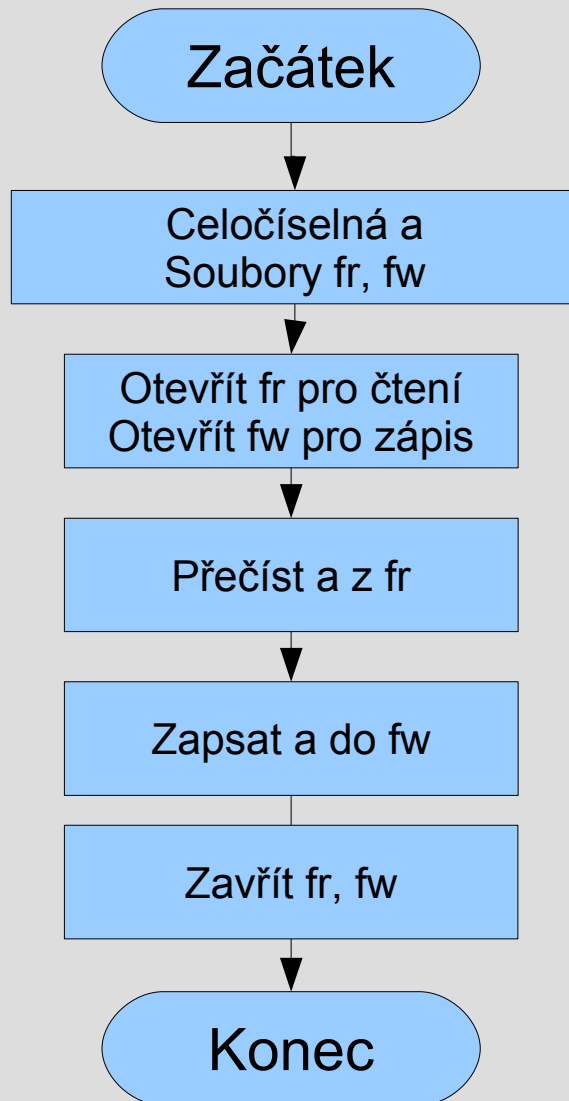 Začátek
Celočíselná a
Soubory fr, fw
Otevřít fr pro čtení
Otevřít fw pro zápis
Přečíst a z fr
Zapsat a do fw
Zavřít fr, fw
Konec